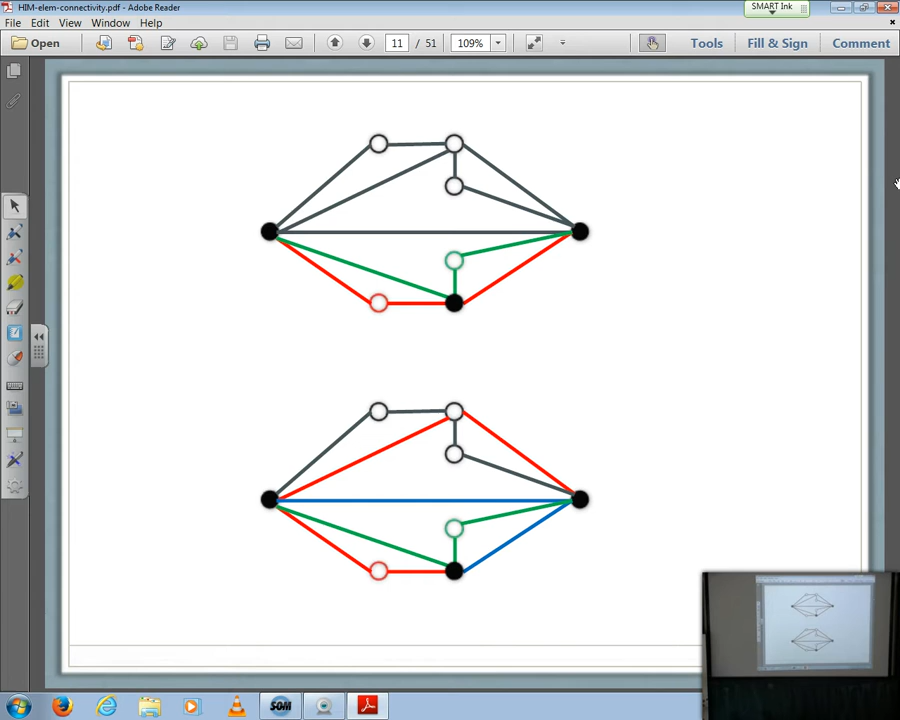 HIM-elem-connectivity.pdf - Adobe Reader
SMART Ink
File Edit View Window Help
Open
11 / 51
109%
Tools
Fill & Sign
Comment
SOM